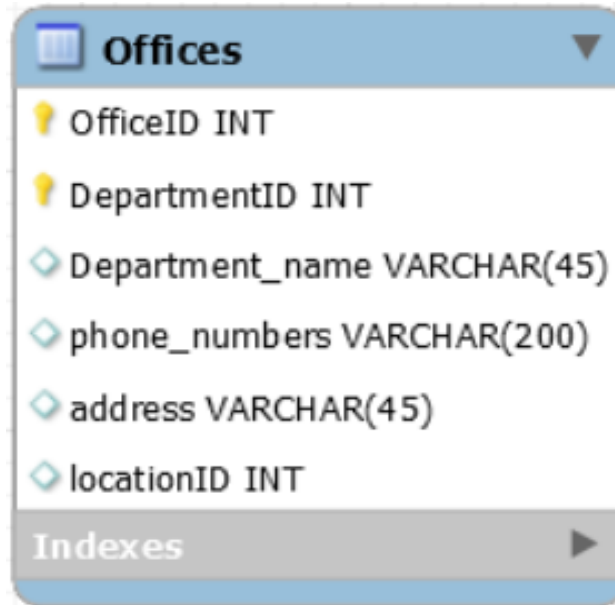 Offices
OfficeID INT
DepartmentID INT
Department_name VARCHAR(45)
phone_numbers VARCHAR(200)
address VARCHAR(45)
locationID INT
Indexes